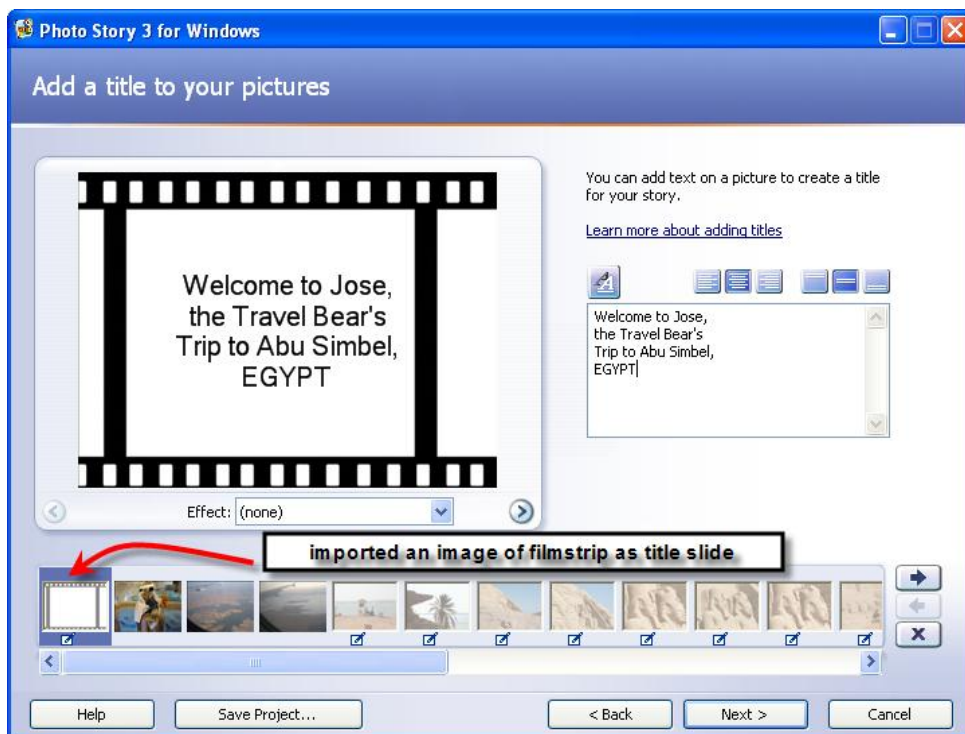 Photo Story 3 for Windows
Add a title to your pictures
Welcome to Jose,
the Travel Bear's
Trip to Abu Simbel,
EGYPT
Effect: (none)
You can add text on a picture to create a title
for your story.
Learn more about adding titles
A
Welcome to Jose,
the Travel Bear's
Trip to Abu Simbel,
EGYPT
imported an image of filmstrip as title slide
Help
Save Project...
< Back
Next >
Cancel